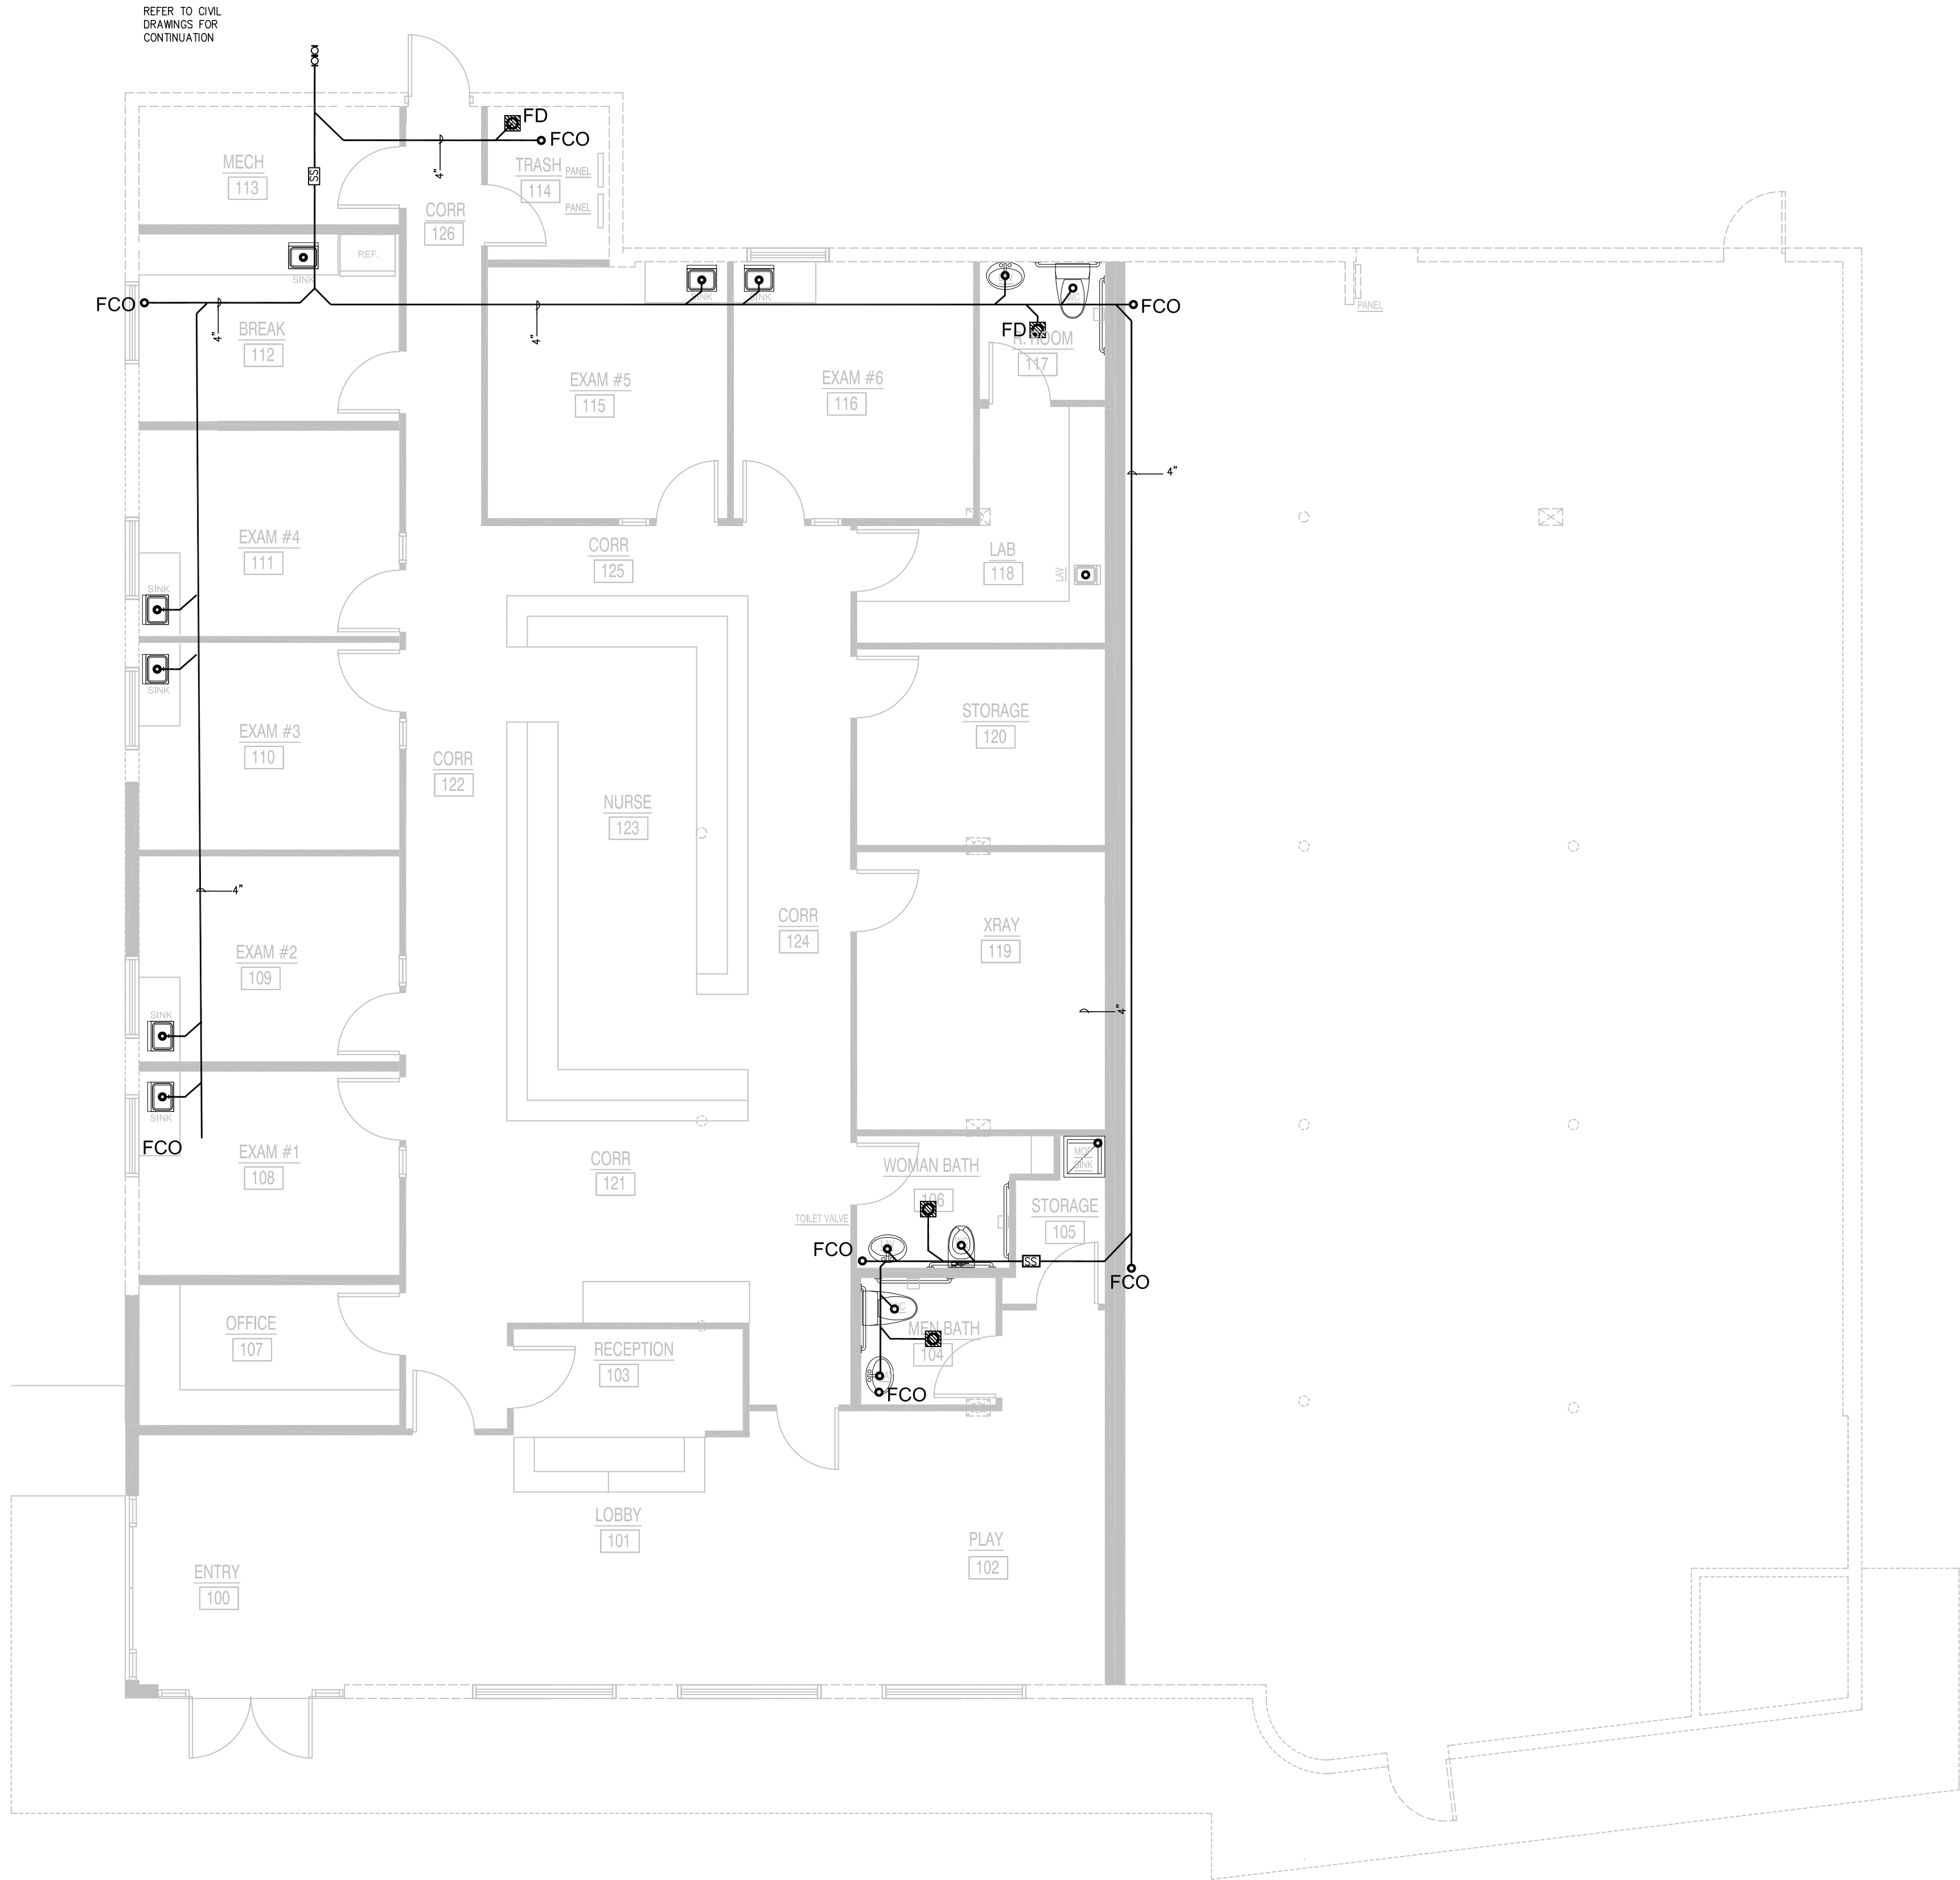 REFER TO CIVIL
DRAWINGS FOR
CONTINUATION
FD
FCO
4"
MECH
113
SS
TRASH
114
PANEL
PANEL
CORR
126
REF.
SINK
FCO
4"
BREAK
112
SINK
SINK
4"
WC
FCO
FD
R. ROOM
117
PANEL
EXAM #5
115
EXAM #6
116
4"
EXAM #4
111
SINK
CORR
125
LAB
118
LAV
SINK
EXAM #3
110
CORR
122
NURSE
123
STORAGE
120
4"
EXAM #2
109
SINK
CORR
124
XRAY
119
4"
SINK
FCO
EXAM #1
108
CORR
121
WOMAN BATH
106
MOP
SINK
STORAGE
105
TOILET VALVE
FCO
SS
FCO
OFFICE
107
RECEPTION
103
WC
MEN BATH
104
FCO
LOBBY
101
PLAY
102
ENTRY
100